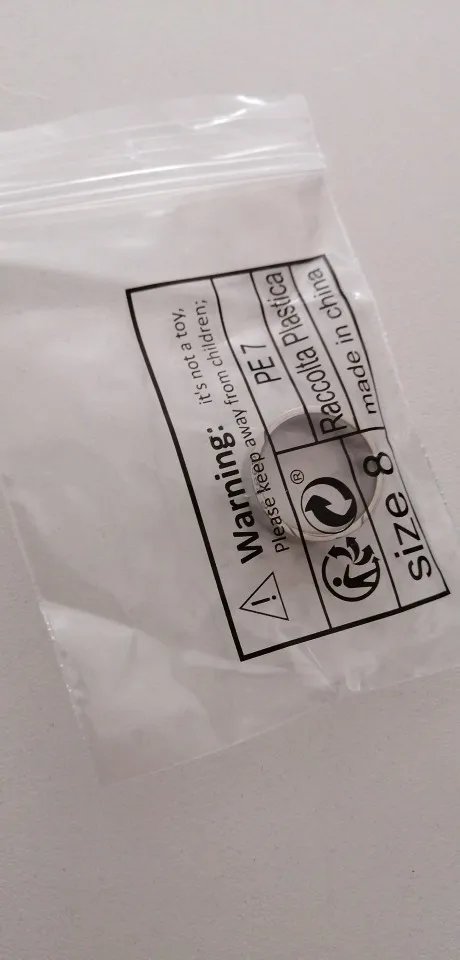 Warning: it's not a toy,
Please keep away from children;
PE 7
®
Raccolta Plastica
size 8
made in china